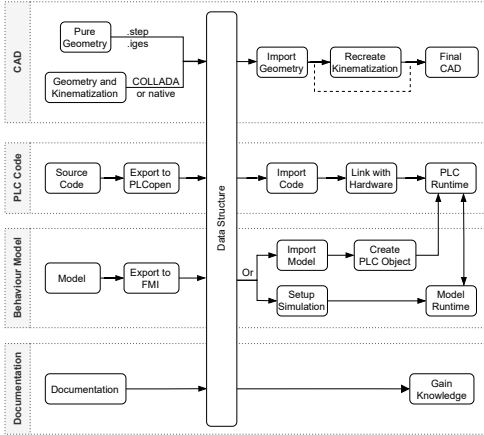 CAD
Pure
Geometry
.step
.iges
Geometry and
Kinematization
COLLADA
or native
Import
Geometry
Recreate
Kinematization
Final
CAD
PLC Code
Source
Code
Export to
PLCopen
Data Structure
Import
Code
Link with
Hardware
PLC
Runtime
Behaviour Model
Model
Export to
FMI
Or
Import
Model
Create
PLC Object
Setup
Simulation
Model
Runtime
Documentation
Documentation
Gain
Knowledge